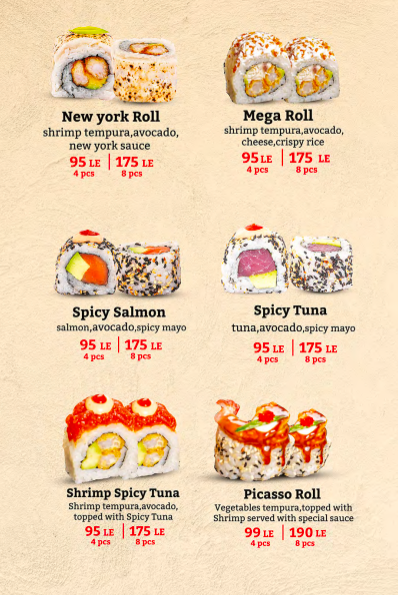 New york Roll
shrimp tempura,avocado,
new york sauce
95 LE | 175 LE
4 pcs 8 pcs
Mega Roll
shrimp tempura,avocado,
cheese,crispy rice
95 LE | 175 LE
4 pcs 8 pcs
Spicy Salmon
salmon,avocado,spicy mayo
95 LE | 175 LE
4 pcs 8 pcs
Spicy Tuna
tuna,avocado,spicy mayo
95 LE | 175 LE
4 pcs 8 pcs
Shrimp Spicy Tuna
Shrimp tempura,avocado,
topped with Spicy Tuna
95 LE | 175 LE
4 pcs 8 pcs
Picasso Roll
Vegetables tempura,topped with
Shrimp served with special sauce
99 LE | 190 LE
4 pcs 8 pcs